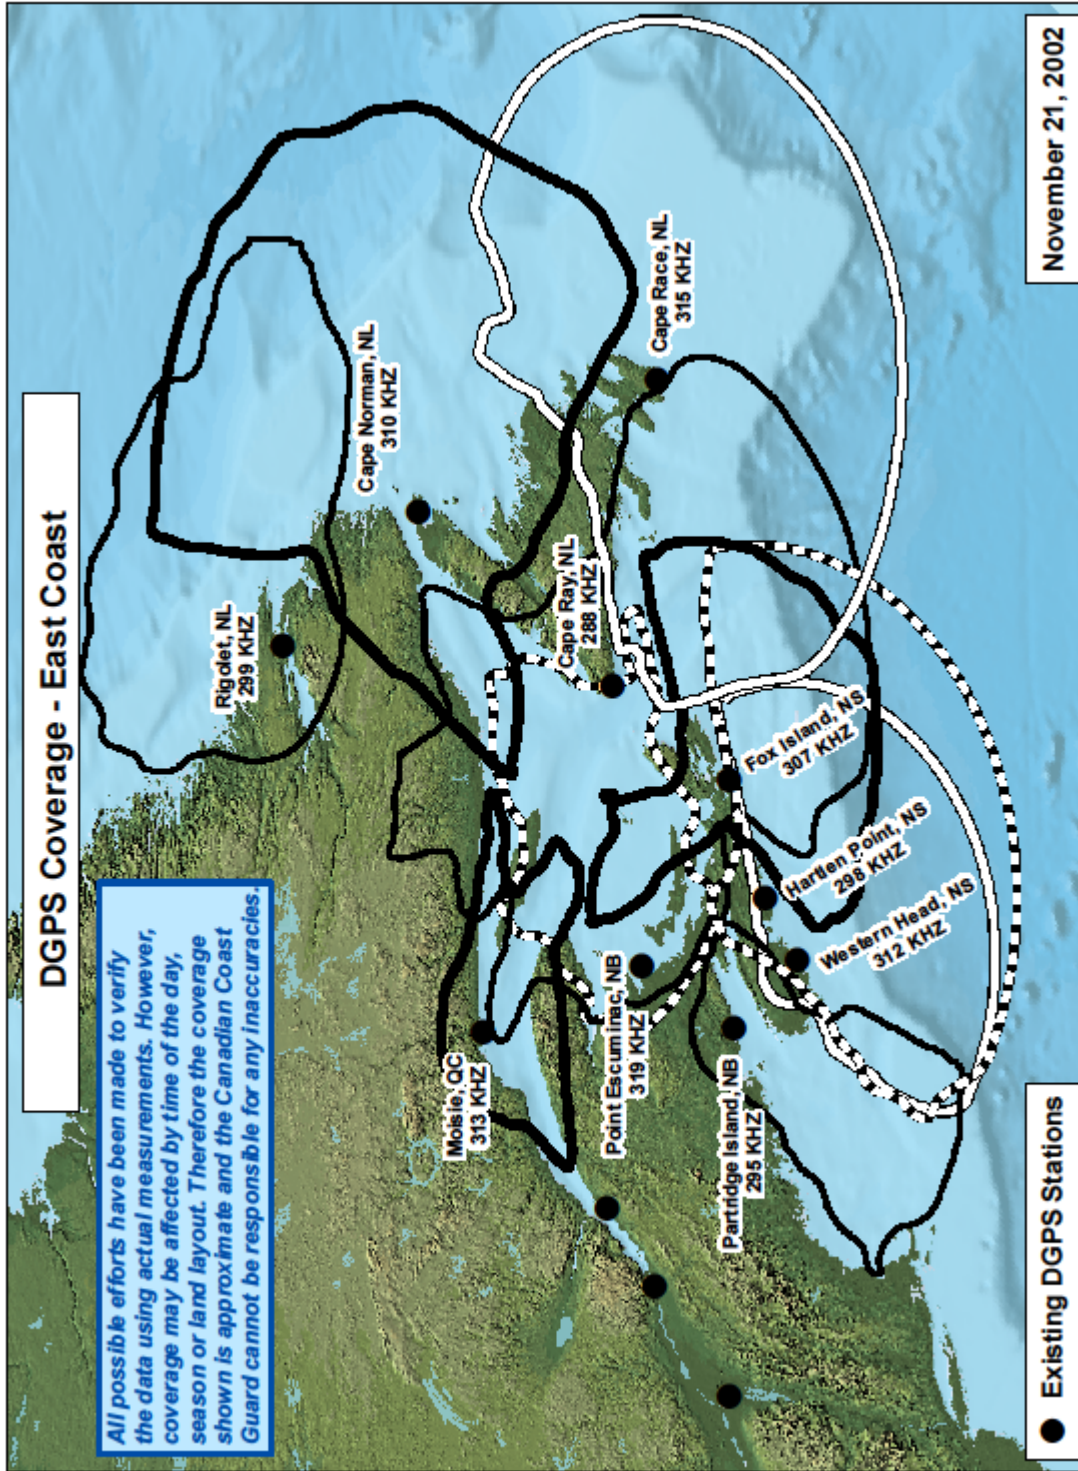 DGPS Coverage - East Coast
All possible efforts have been made to verify
the data using actual measurements. However,
coverage may be affected by time of the day,
season or land layout. Therefore the coverage
shown is approximate and the Canadian Coast
Guard cannot be responsible for any inaccuracies.
Rigolet, NL
299 KHZ
Cape Norman, NL
310 KHZ
Moisie, QC
313 KHZ
Cape Ray, NL
288 KHZ
Cape Race, NL
315 KHZ
Point Escuminac, NB
319 KHZ
Partridge Island, NB
295 KHZ
Fox Island, NS
307 KHZ
Hartlen Point, NS
298 KHZ
Western Head, NS
312 KHZ
Existing DGPS Stations
November 21, 2002